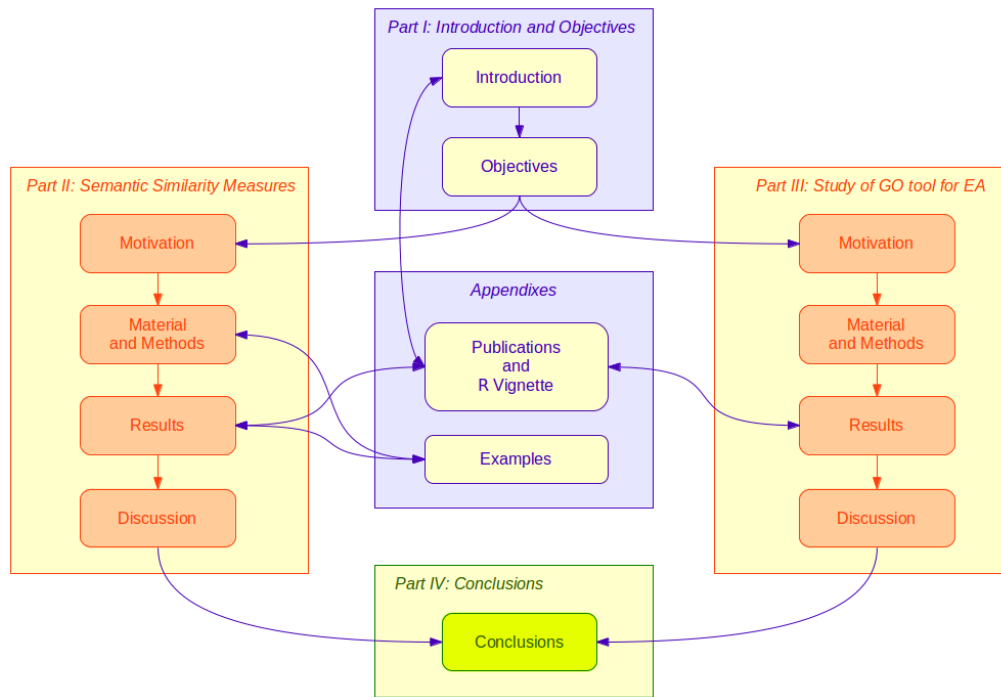 Part I: Introduction and Objectives
Introduction
Objectives
Part II: Semantic Similarity Measures
Motivation
Material
and Methods
Results
Discussion
Appendixes
Publications
and
R Vignette
Examples
Part III: Study of GO tool for EA
Motivation
Material
and Methods
Results
Discussion
Part IV: Conclusions
Conclusions